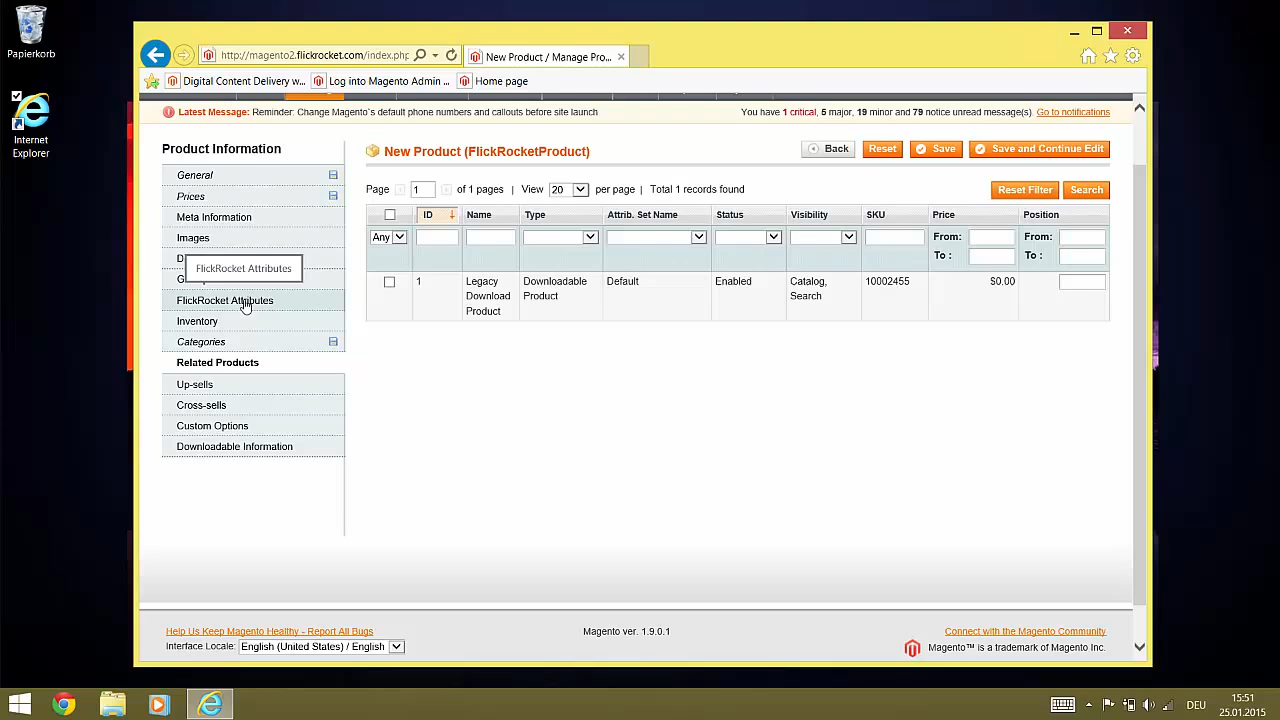 Papierkorb
Internet
Explorer
http://magento2.flickrocket.com/index.php
New Product / Manage Pro...
Digital Content Delivery w...
Log into Magento Admin ...
Home page
Latest Message: Reminder: Change Magento`s default phone numbers and callouts before site launch
You have 1 critical, 5 major, 19 minor and 79 notice unread message(s). Go to notifications
Product Information
General
Prices
Meta Information
Images
D
FlickRocket Attributes
G
FlickRocket Attributes
Inventory
Categories
Related Products
Up-sells
Cross-sells
Custom Options
Downloadable Information
New Product (FlickRocketProduct)
Back
Reset
Save
Save and Continue Edit
Page 1 of 1 pages | View 20 per page | Total 1 records found
Reset Filter
Search
ID Name Type Attrib. Set Name Status Visibility SKU Price Position
Any
From:
To :
From:
To :
1 Legacy Download Product Downloadable Product Default Enabled Catalog, Search 10002455 $0.00
Help Us Keep Magento Healthy - Report All Bugs
Interface Locale: English (United States) / English
Magento ver. 1.9.0.1
Connect with the Magento Community
Magento™ is a trademark of Magento Inc.
DEU
15:51
25.01.2015